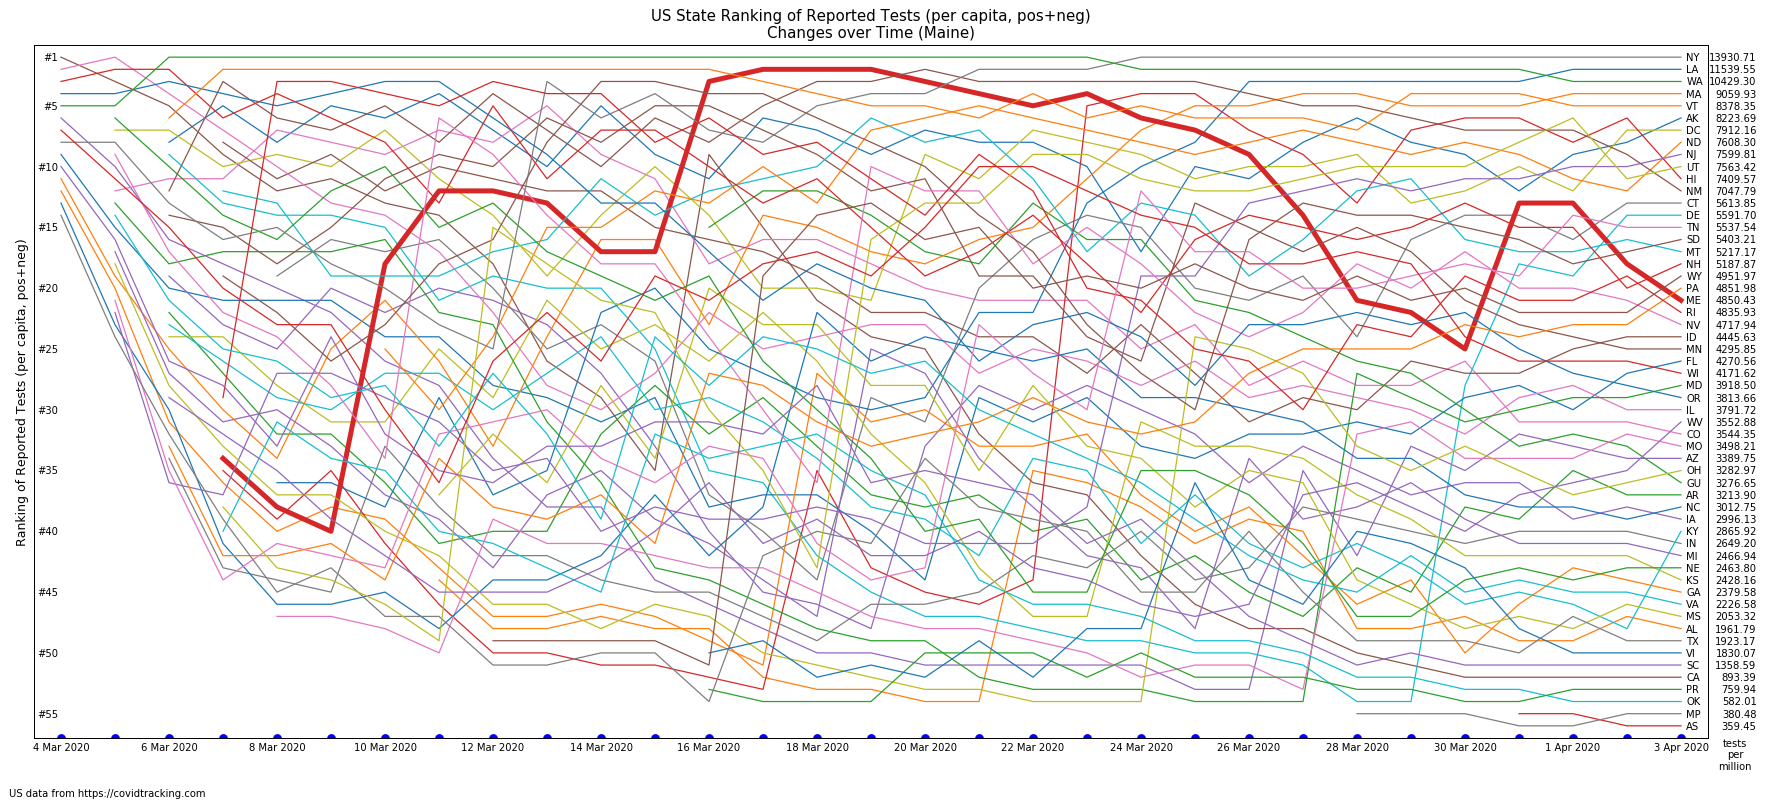 US State Ranking of Reported Tests (per capita, pos+neg)
Changes over Time (Maine)
Ranking of Reported Tests (per capita, pos+neg)
#1
#5
#10
#15
#20
#25
#30
#35
#40
#45
#50
#55
NY 13930.71
LA 11539.55
WA 10429.30
MA 9059.93
VT 8378.35
AK 8223.69
DC 7912.16
ND 7608.30
NJ 7599.81
UT 7563.42
HI 7409.57
NM 7047.79
CT 5613.85
DE 5591.70
TN 5537.54
SD 5403.21
MT 5217.17
NH 5187.87
WY 4951.97
PA 4851.98
ME 4850.43
RI 4835.93
NV 4717.94
ID 4445.63
MN 4295.85
FL 4270.56
WI 4171.62
MD 3918.50
OR 3813.66
IL 3791.72
WV 3552.88
CO 3544.35
MO 3498.21
AZ 3389.75
OH 3282.97
GU 3276.65
AR 3213.90
NC 3012.75
IA 2996.13
KY 2865.92
IN 2649.20
MI 2466.94
NE 2463.80
KS 2428.16
GA 2379.58
VA 2226.58
MS 2053.32
AL 1961.79
TX 1923.17
VI 1830.07
SC 1358.59
CA 893.39
PR 759.94
OK 582.01
MP 380.48
AS 359.45
4 Mar 2020 6 Mar 2020 8 Mar 2020 10 Mar 2020 12 Mar 2020 14 Mar 2020 16 Mar 2020 18 Mar 2020 20 Mar 2020 22 Mar 2020 24 Mar 2020 26 Mar 2020 28 Mar 2020 30 Mar 2020 1 Apr 2020 3 Apr 2020
tests
per
million
US data from https://covidtracking.com